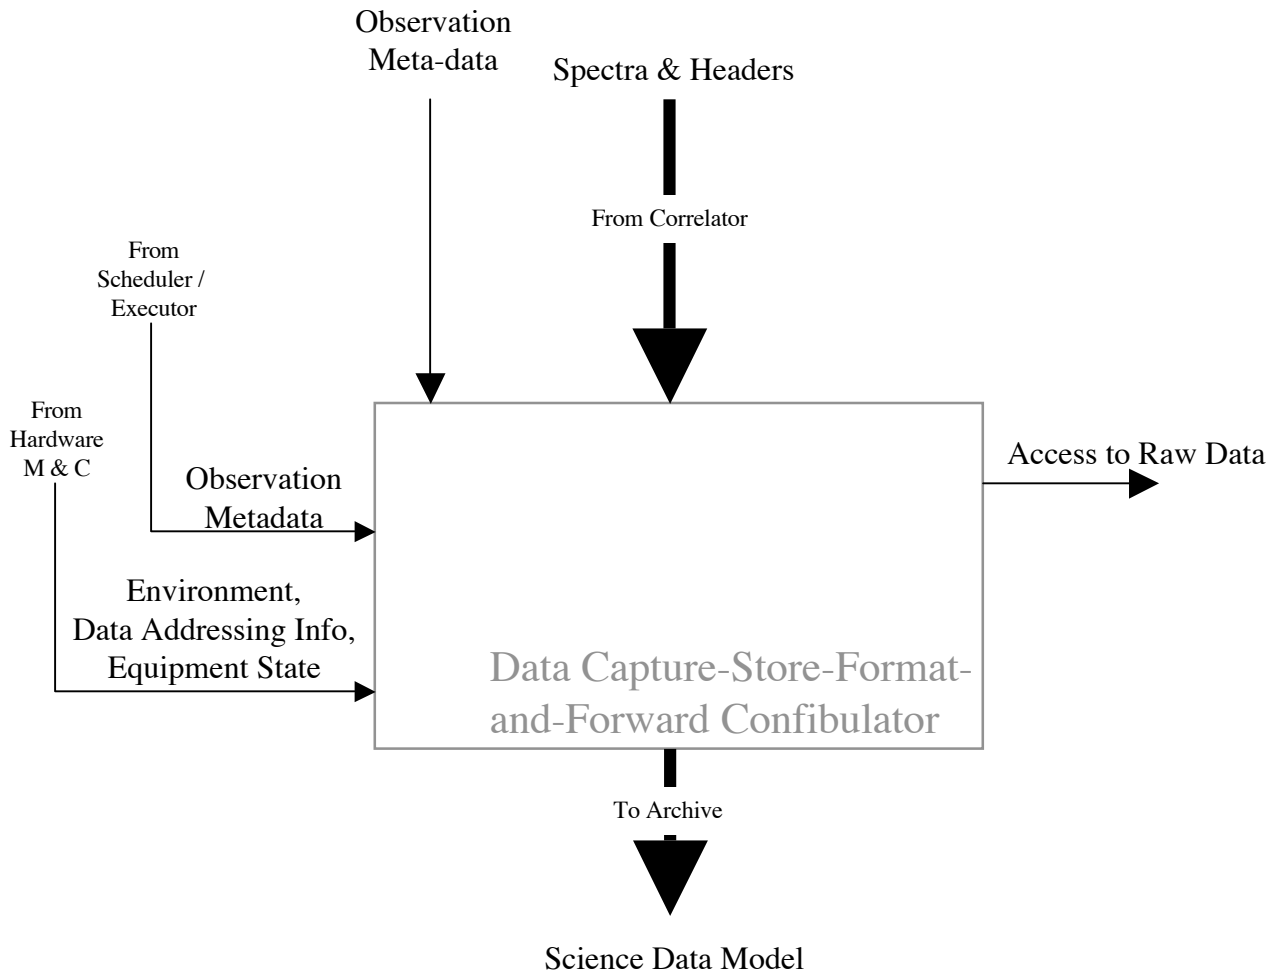 Observation
Meta-data
Spectra & Headers
From Correlator
From
Scheduler /
Executor
From
Hardware
M & C
Access to Raw Data
Observation
Metadata
Environment,
Data Addressing Info,
Equipment State
Data Capture-Store-Format-
and-Forward Confibulator
To Archive
Science Data Model